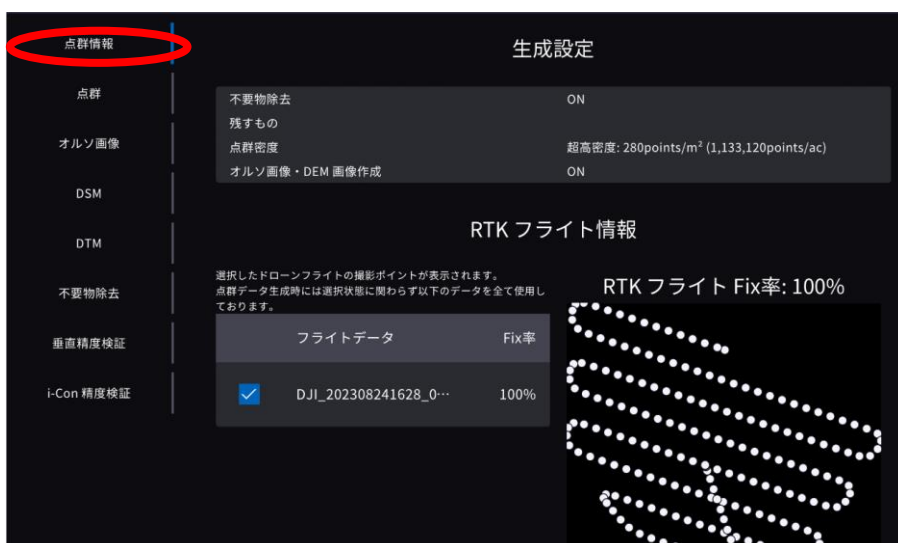 点群情報
点群
オルソ画像
DSM
DTM
不要物除去
垂直精度検証
i-Con 精度検証
生成設定
不要物除去 ON
残すもの
点群密度 超高密度: 280points/m² (1,133,120points/ac)
オルソ画像・DEM 画像作成 ON
RTK フライト情報
選択したドローンフライトの撮影ポイントが表示されます。
点群データ生成時には選択状態に関わらず以下のデータを全て使用し
ております。
フライトデータ Fix率
DJI_202308241628_0… 100%
RTK フライト Fix率: 100%